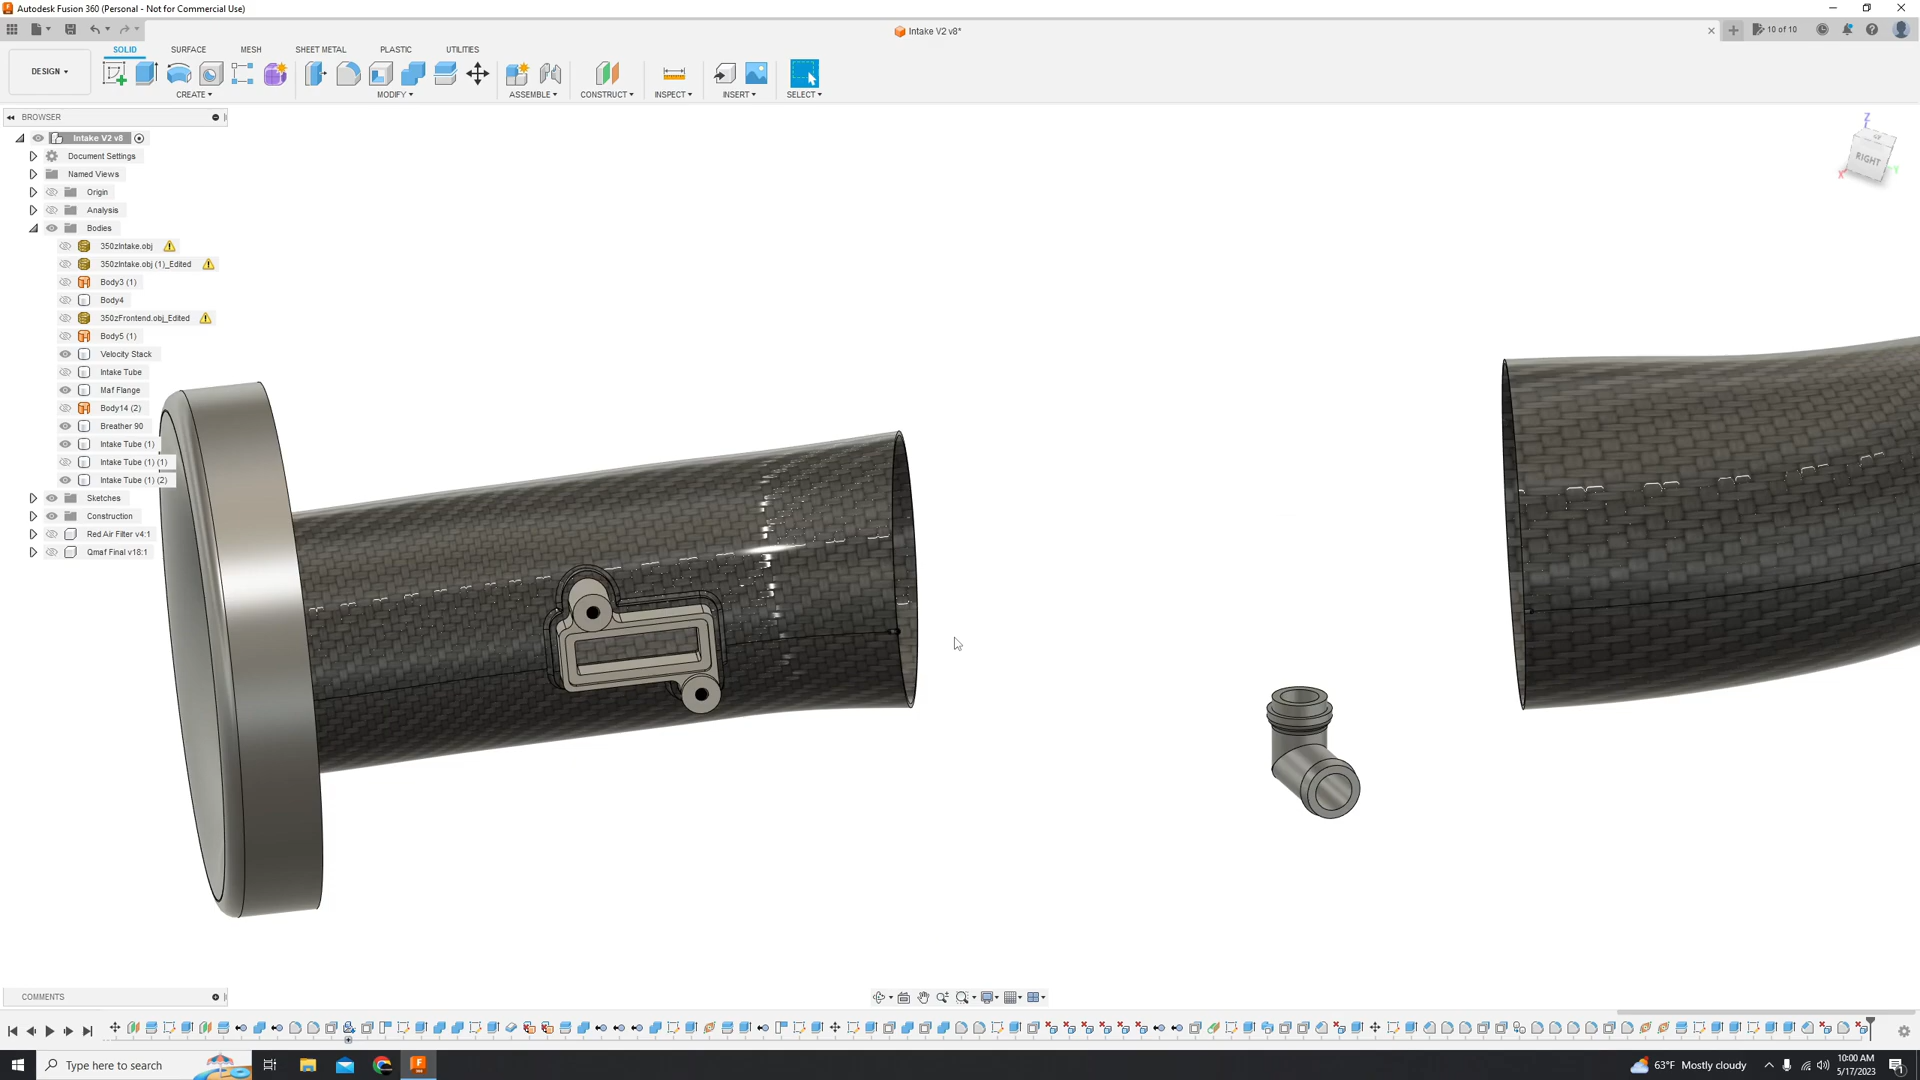 Autodesk Fusion 360 (Personal - Not for Commercial Use)
Intake V2 v8*
10 of 10
DESIGN
SOLID SURFACE MESH SHEET METAL PLASTIC UTILITIES
CREATE MODIFY ASSEMBLE CONSTRUCT INSPECT INSERT SELECT
BROWSER
Intake V2 v8
Document Settings
Named Views
Origin
Analysis
Bodies
350zIntake.obj
350zIntake.obj (1)_Edited
Body3 (1)
Body4
350zFrontend.obj_Edited
Body5 (1)
Velocity Stack
Intake Tube
Maf Flange
Body14 (2)
Breather 90
Intake Tube (1)
Intake Tube (1) (1)
Intake Tube (1) (2)
Sketches
Construction
Red Air Filter v4:1
Qmaf Final v18:1
Z
RIGHT
X
Y
COMMENTS
Type here to search
63°F Mostly cloudy
10:00 AM
5/17/2023